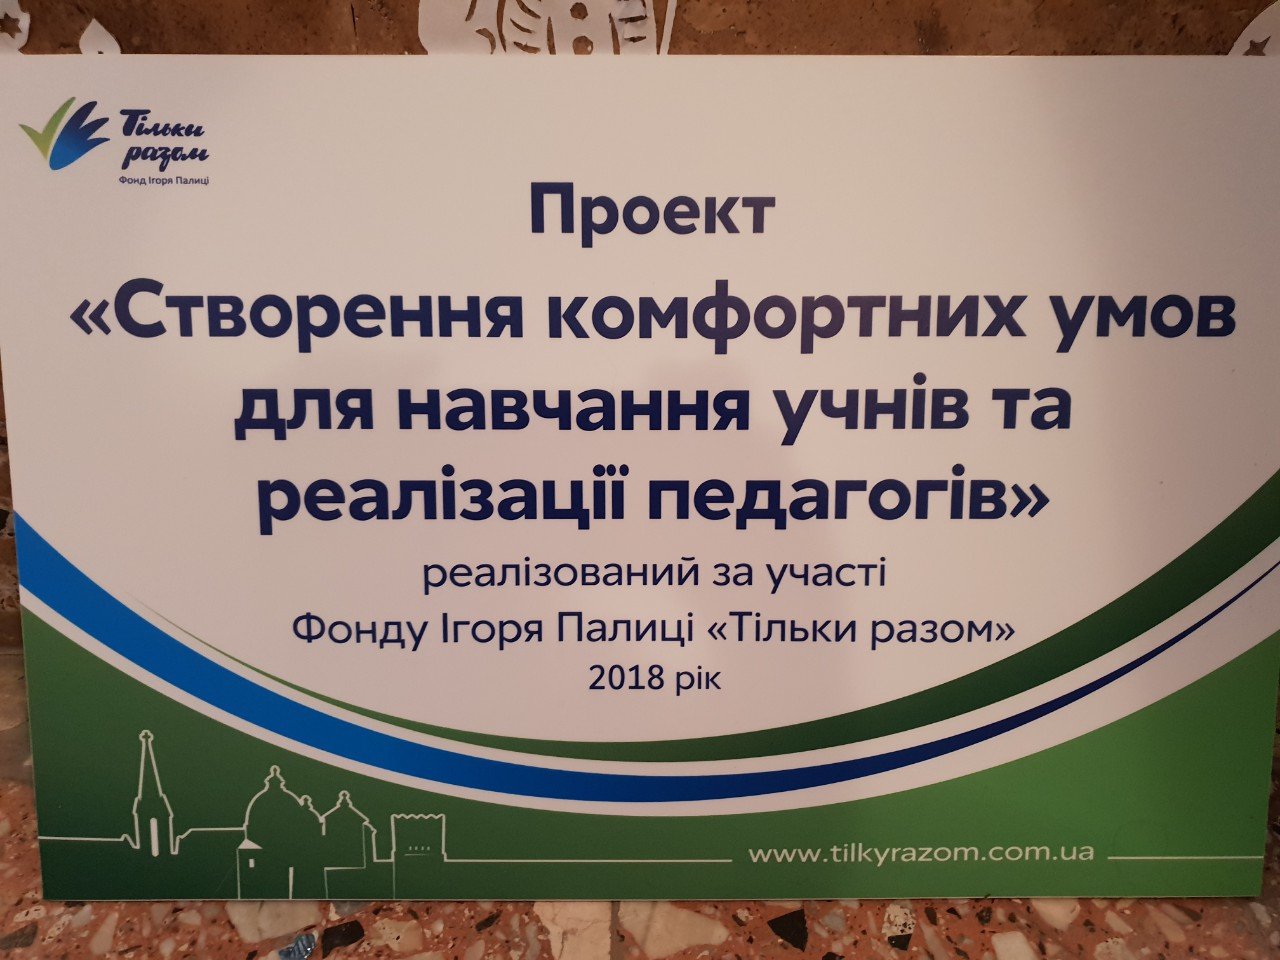 Тільки
разом
Фонд Ігоря Палиці
Проект
«Створення комфортних умов
для навчання учнів та
реалізації педагогів»
реалізований за участі
Фонду Ігоря Палиці «Тільки разом»
2018 рік
www.tilkyrazom.com.ua